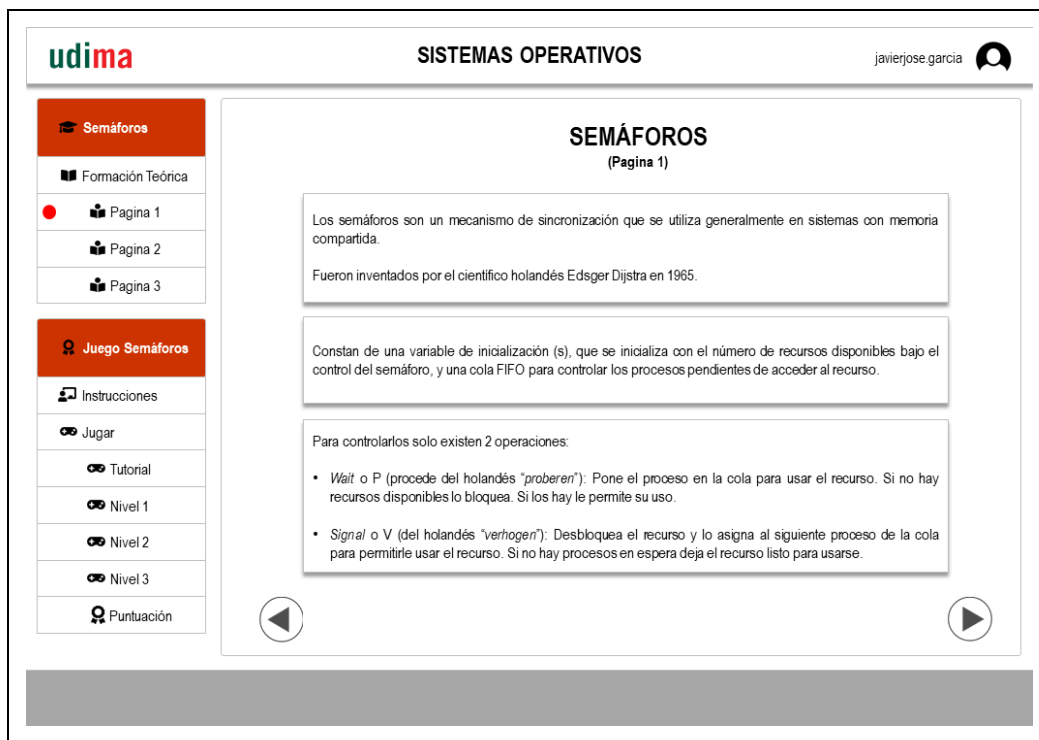 udima
SISTEMAS OPERATIVOS
javierjose.garcia
Semáforos
Formación Teórica
Pagina 1
Pagina 2
Pagina 3
Juego Semáforos
Instrucciones
Jugar
Tutorial
Nivel 1
Nivel 2
Nivel 3
Puntuación
SEMÁFOROS
(Pagina 1)
Los semáforos son un mecanismo de sincronización que se utiliza generalmente en sistemas con memoria
compartida.
Fueron inventados por el científico holandés Edsger Dijstra en 1965.
Constan de una variable de inicialización (s), que se inicializa con el número de recursos disponibles bajo el
control del semáforo, y una cola FIFO para controlar los procesos pendientes de acceder al recurso.
Para controlarlos solo existen 2 operaciones:
• Wait o P (procede del holandés “proberen”): Pone el proceso en la cola para usar el recurso. Si no hay
recursos disponibles lo bloquea. Si los hay le permite su uso.
• Signal o V (del holandés “verhogen”): Desbloquea el recurso y lo asigna al siguiente proceso de la cola
para permitirle usar el recurso. Si no hay procesos en espera deja el recurso listo para usarse.